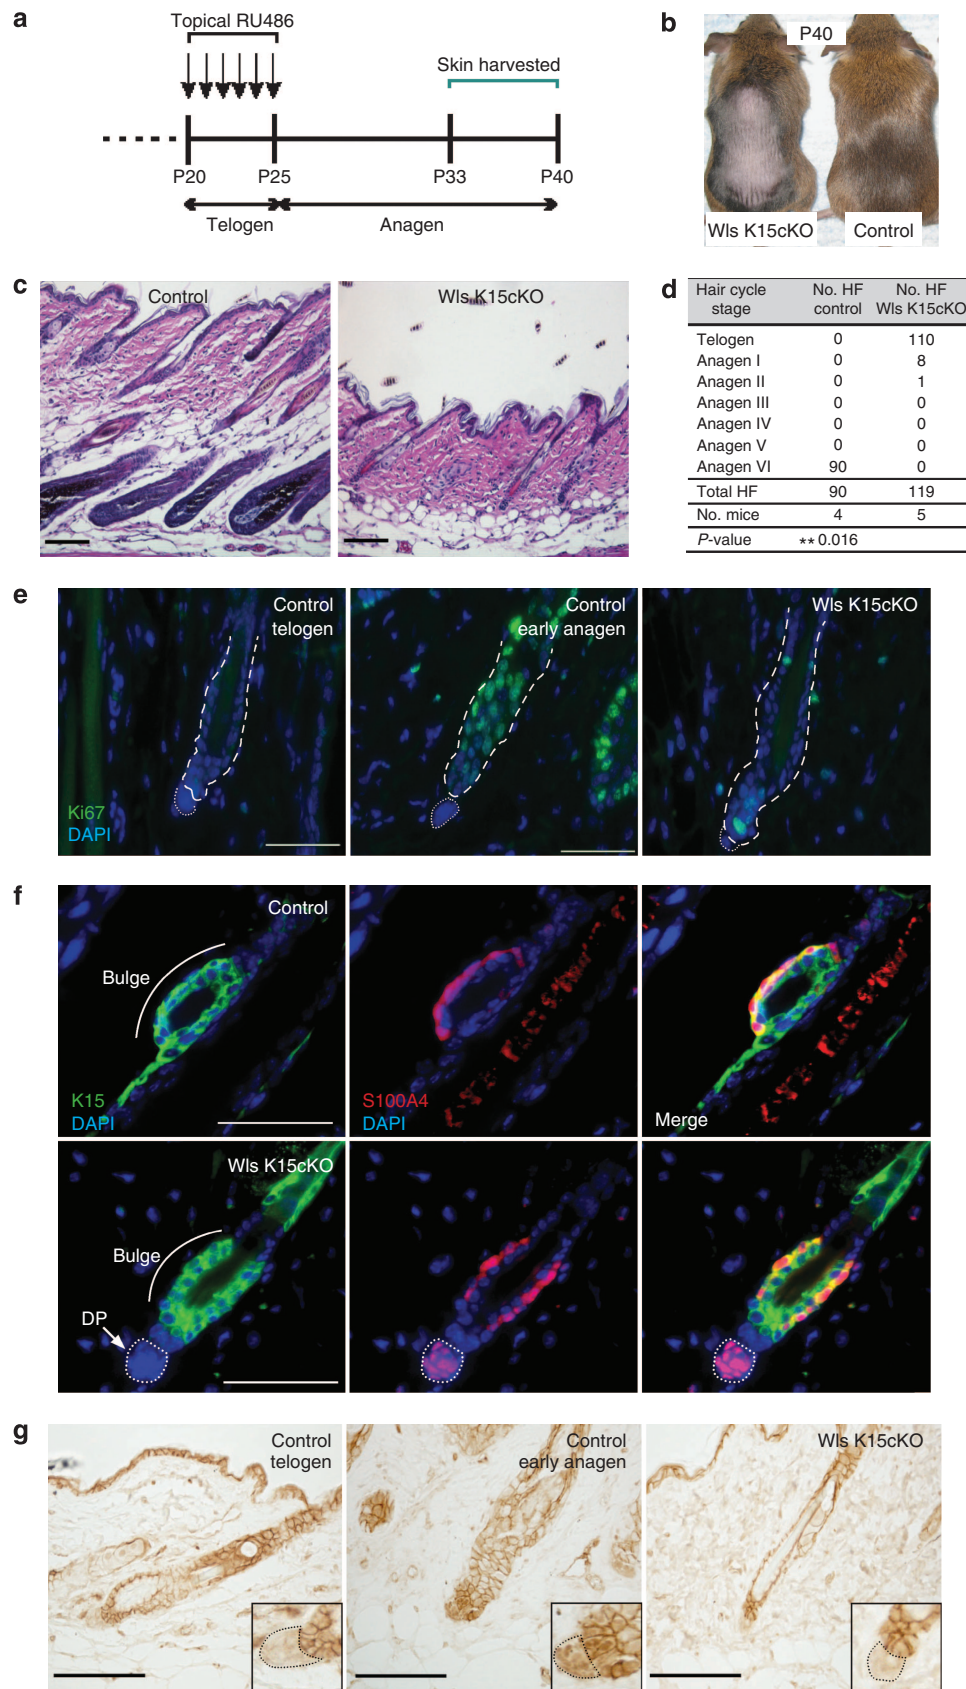 a
Topical RU486
Skin harvested
P20
P25
P33
P40
Telogen
Anagen
b
P40
Wls K15cKO
Control
c
Control
Wls K15cKO
d
Hair cycle stage No. HF control No. HF Wls K15cKO
Telogen 0 110
Anagen I 0 8
Anagen II 0 1
Anagen III 0 0
Anagen IV 0 0
Anagen V 0 0
Anagen VI 90 0
Total HF 90 119
No. mice 4 5
P-value **0.016
e
Control
telogen
Ki67
DAPI
Control
early anagen
Wls K15cKO
f
Control
Bulge
K15
DAPI
S100A4
DAPI
Merge
Wls K15cKO
Bulge
DP
g
Control
telogen
Control
early anagen
Wls K15cKO